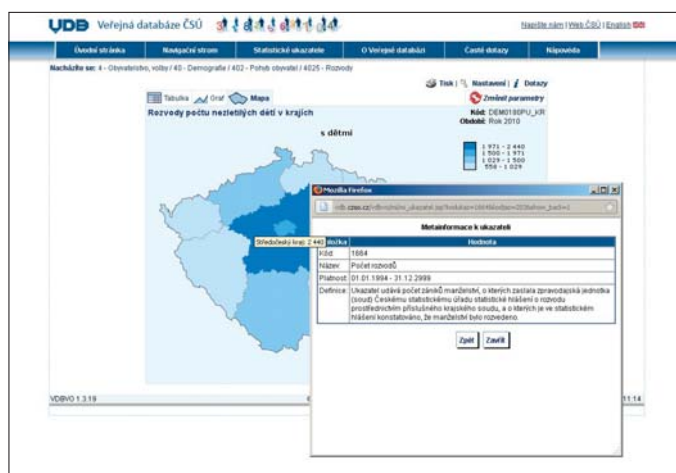 VDB Veřejná databáze ČSÚ
Napište nám | Web ČSÚ | English
Úvodní stránka Navigační strom Statistické ukazatele O Veřejné databázi Časté dotazy Nápověda
Nacházíte se: 4 - Obyvatelstvo, volby / 40 - Demografie / 402 - Pohyb obyvatel / 4025 - Rozvody
Tisk | Nastavení | Dotazy
Tabulka Graf Mapa
Změnit parametry
Rozvody počtu nezletilých dětí v krajích
Kód: DEM0180PU_KR
Období: Rok 2010
s dětmi
1 971 - 2 440
1 500 - 1 971
1 029 - 1 500
558 - 1 029
Mozilla Firefox
Metainformace k ukazateli
Středočeský kraj: 2 440
Hodnota
Kód 1664
Název: Počet rozvodů
Platnost: 01.01.1994 - 31.12.2999
Definice: Ukazatel udává počet zániků manželství, o kterých zaslala zpravodajská jednotka
(soud) Českému statistickému úřadu statistické hlášení o rozvodu
prostřednictvím příslušného krajského soudu, a o kterých je ve statistickém
hlášení konstatováno, že manželství bylo rozvedeno.
Zpět Zavřít
VDBVO 1.3.19
11:14